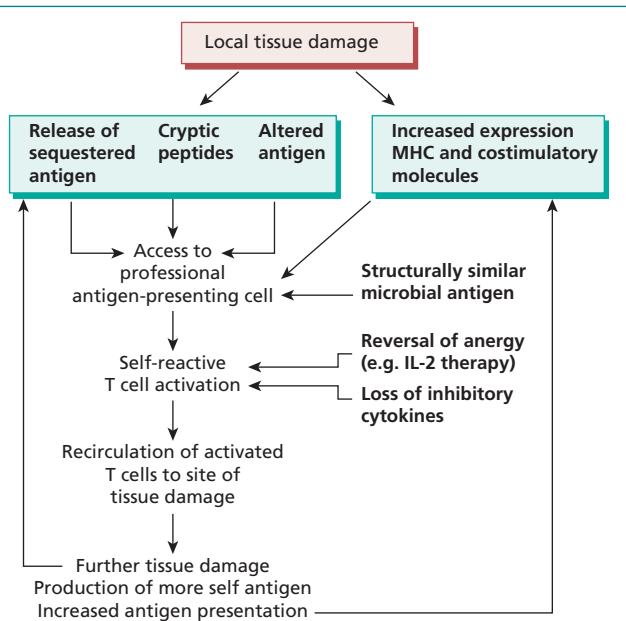 Local tissue damage
Release of sequestered antigen
Cryptic peptides
Altered antigen
Increased expression
MHC and costimulatory
molecules
Access to
professional
antigen-presenting cell
Structurally similar
microbial antigen
Self-reactive
T cell activation
Reversal of anergy
(e.g. IL-2 therapy)
Loss of inhibitory
cytokines
Recirculation of activated
T cells to site of
tissue damage
Further tissue damage
Production of more self antigen
Increased antigen presentation